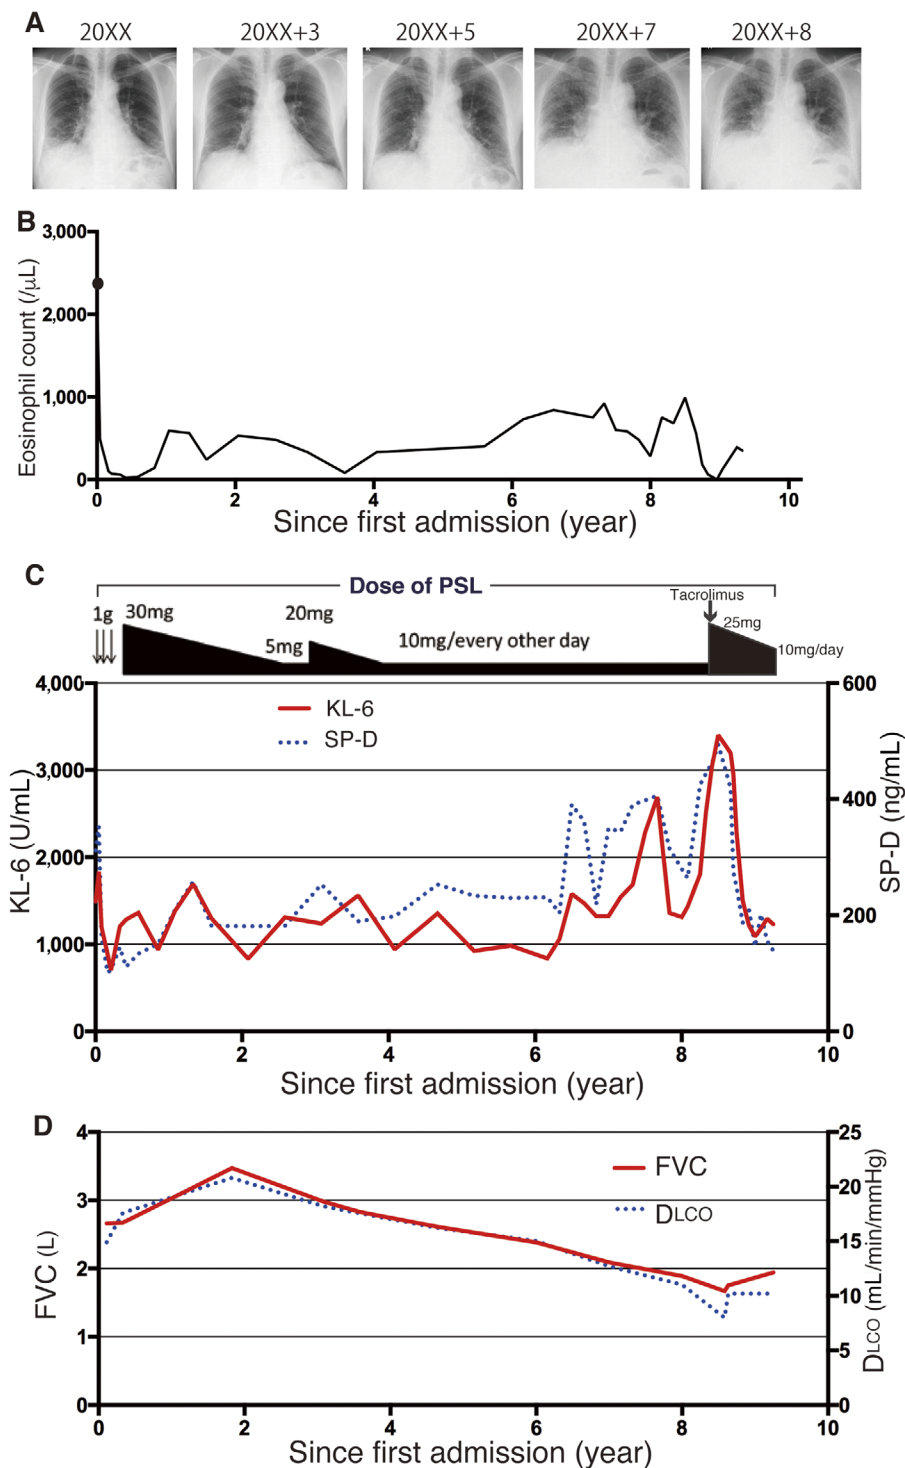 A
20XX 20XX+3 20XX+5 20XX+7 20XX+8
B
3,000
2,000
1,000
0
Eosinophil count (/μL)
0 2 4 6 8 10
Since first admission (year)
C
Dose of PSL
1g 30mg 5mg 20mg 10mg/every other day Tacrolimus 25mg 10mg/day
4,000
3,000
2,000
1,000
0
KL-6 (U/mL)
KL-6
SP-D
600
400
200
0
SP-D (ng/mL)
0 2 4 6 8 10
Since first admission (year)
D
4
3
2
1
0
FVC (L)
FVC
DLCO
25
20
15
10
5
0
DLCO (mL/min/mmHg)
0 2 4 6 8 10
Since first admission (year)